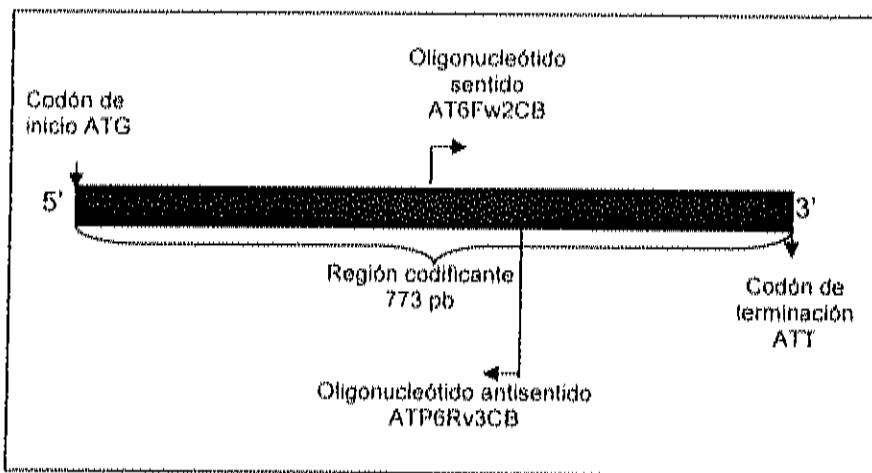 Oligonucleótido
sentido
AT6Fw2CB
Codón de
inicio ATG
5'
3'
Región codificante
773 pb
Codón de
terminación
ATT
Oligonucleótido antisentido
ATP6Rv3CB